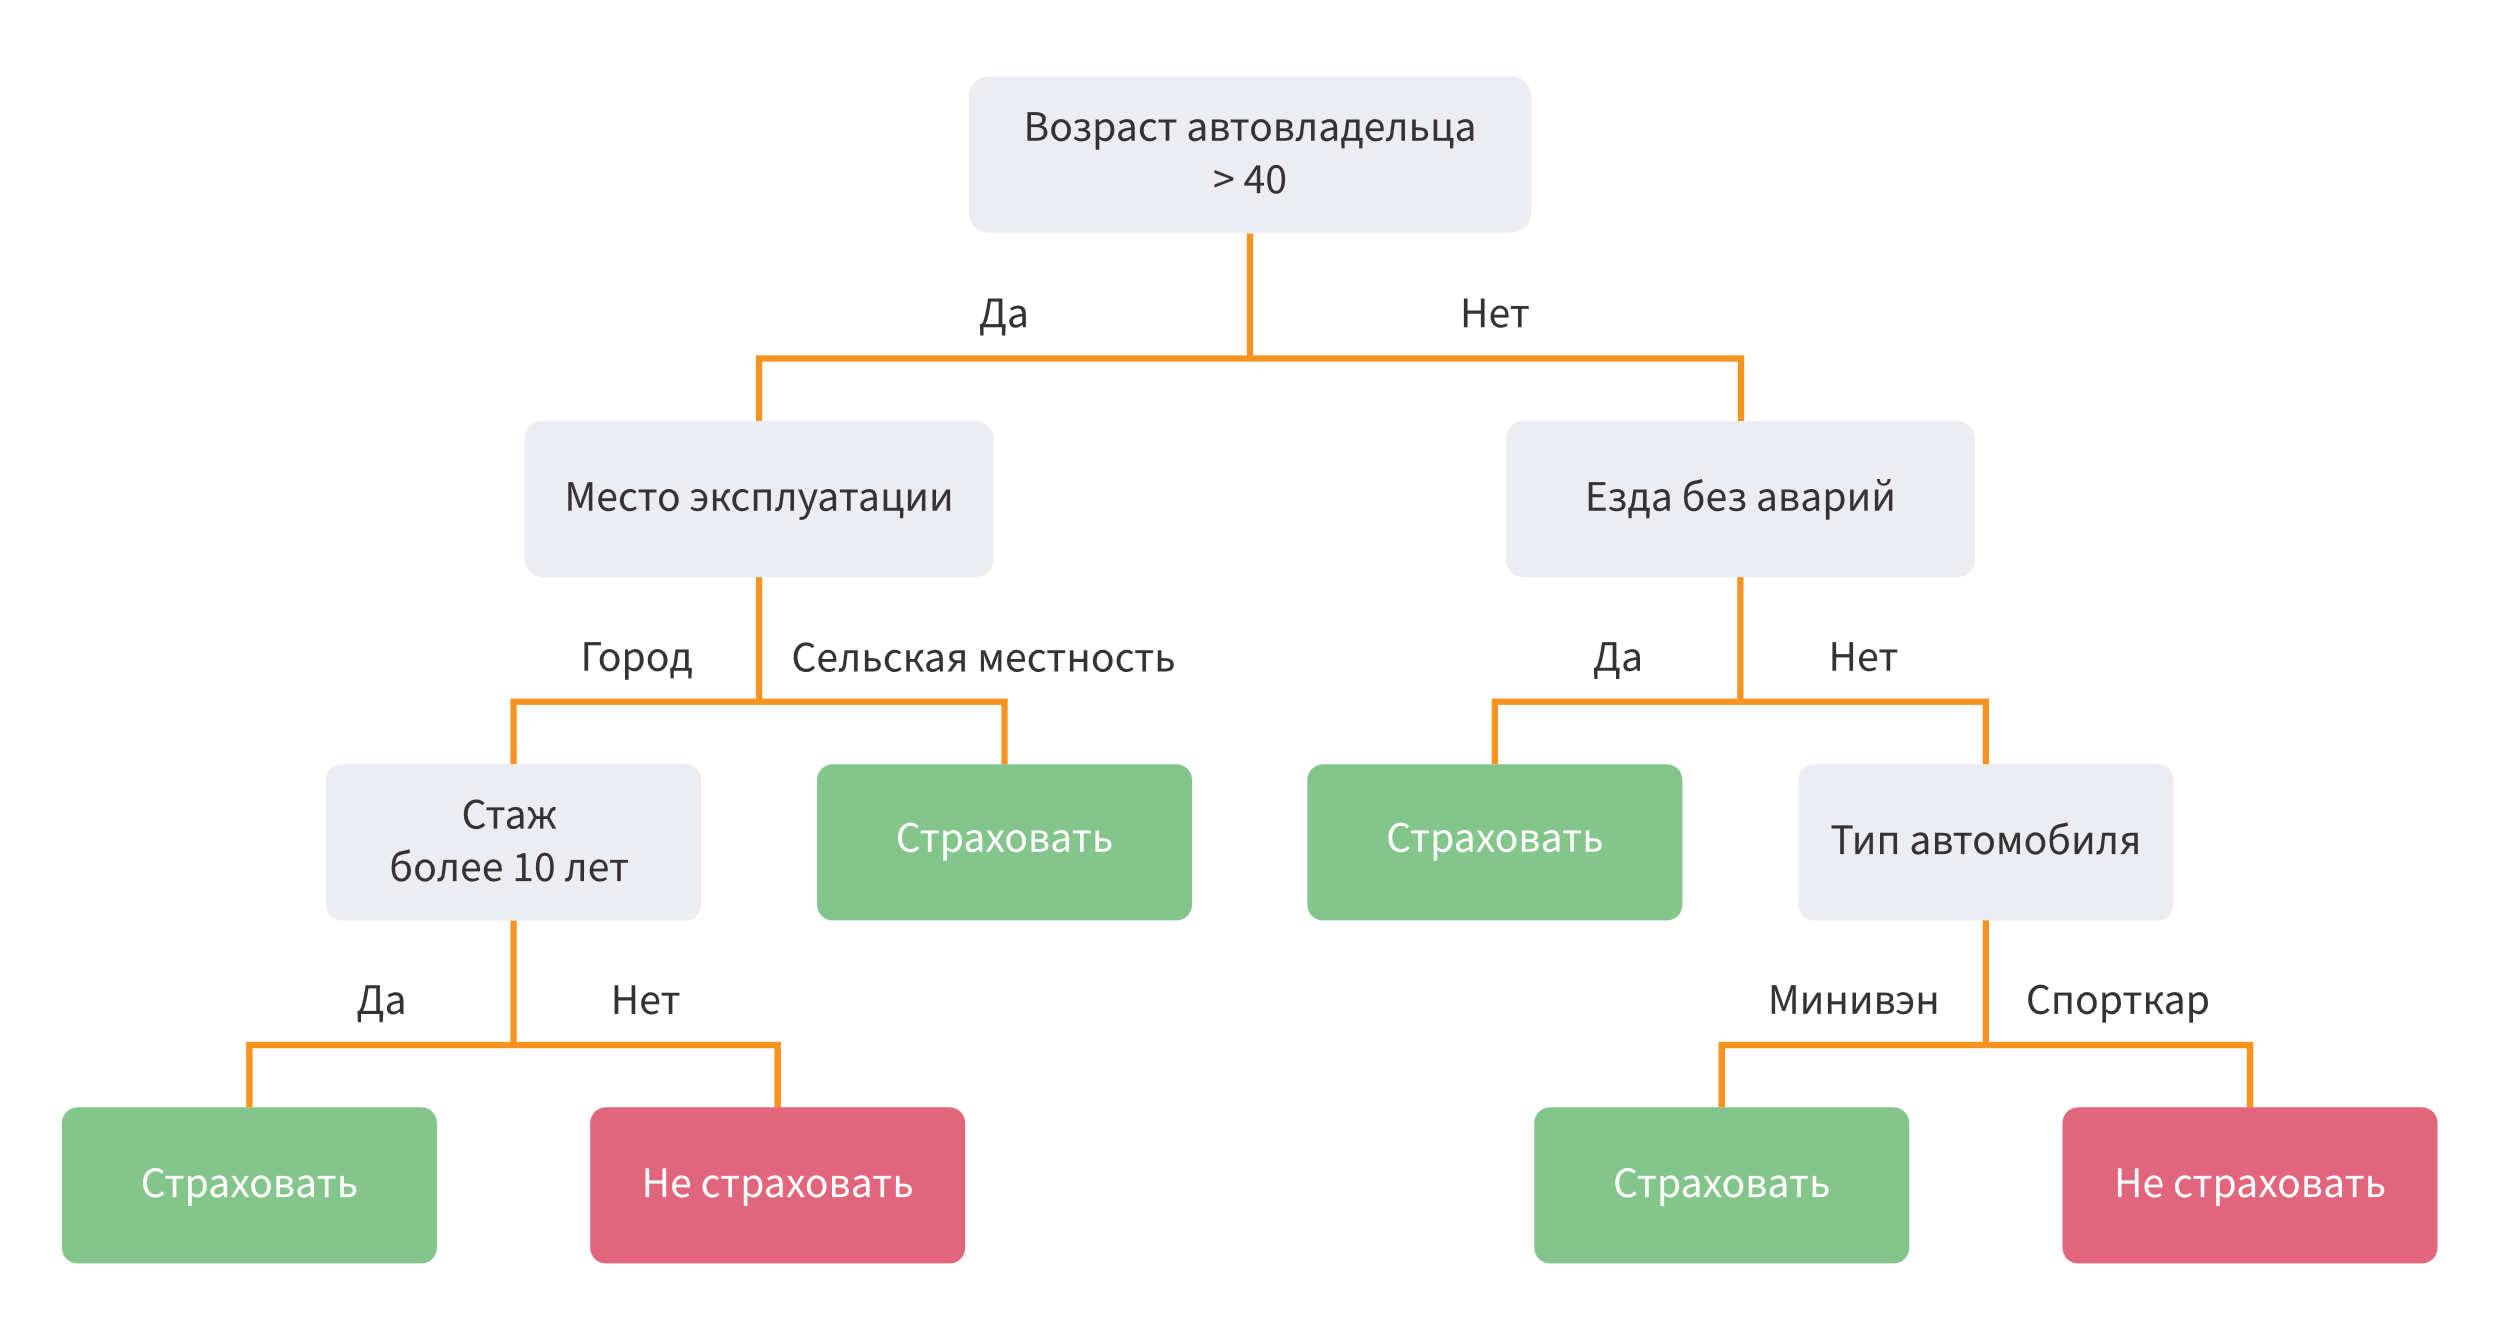 Возраст автовладельца
> 40
Да
Нет
Место эксплуатации
Езда без аварий
Город
Сельская местность
Да
Нет
Стаж
более 10 лет
Страховать
Страховать
Тип автомобиля
Да
Нет
Минивэн
Спорткар
Страховать
Не страховать
Страховать
Не страховать